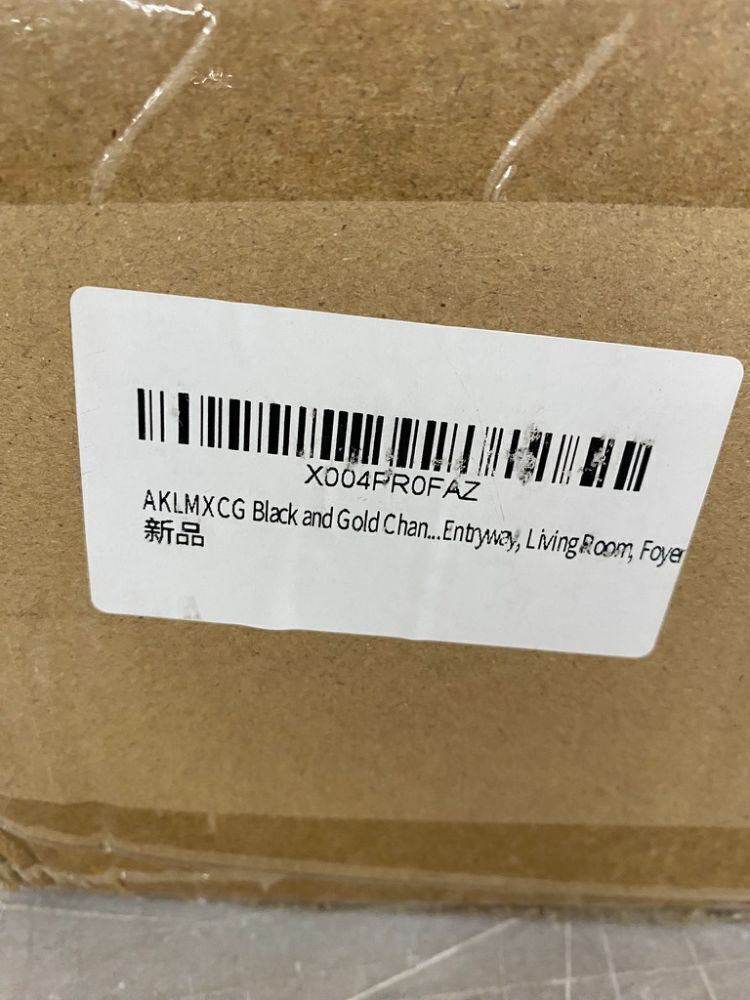 X004PR0FAZ
AKLMXCG Black and Gold Chan...Entryway, Living Room, Foyer
新品